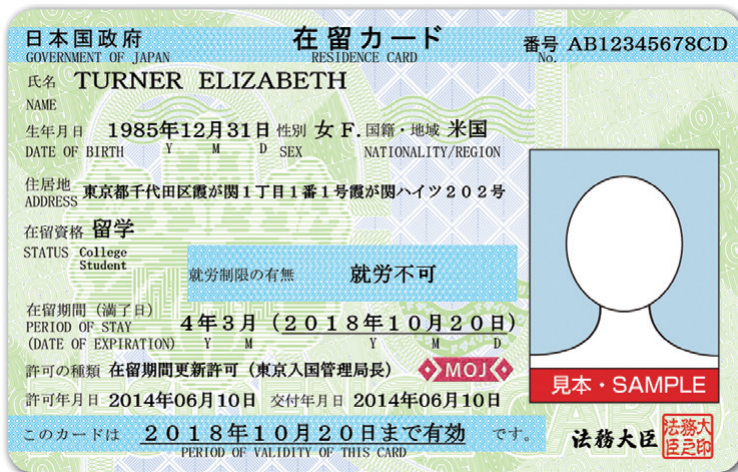 日本国政府 在留カード 番号 AB12345678CD
GOVERNMENT OF JAPAN RESIDENCE CARD No.
氏名 TURNER ELIZABETH
NAME
生年月日 1985年12月31日 性別 女 F. 国籍・地域 米国
DATE OF BIRTH Y M D SEX NATIONALITY/REGION
住居地 東京都千代田区霞が関1丁目1番1号霞が関ハイツ202号
ADDRESS
在留資格 留学
STATUS College
Student
就労制限の有無 就労不可
在留期間(満了日)
PERIOD OF STAY 4年3月(2018年10月20日)
(DATE OF EXPIRATION) Y M Y M D
許可の種類 在留期間更新許可(東京入国管理局長) MOJ
見本・SAMPLE
許可年月日 2014年06月10日 交付年月日 2014年06月10日
このカードは 2018年10月20日まで有効 です。
PERIOD OF VALIDITY OF THIS CARD
法務大臣 法務大臣之印